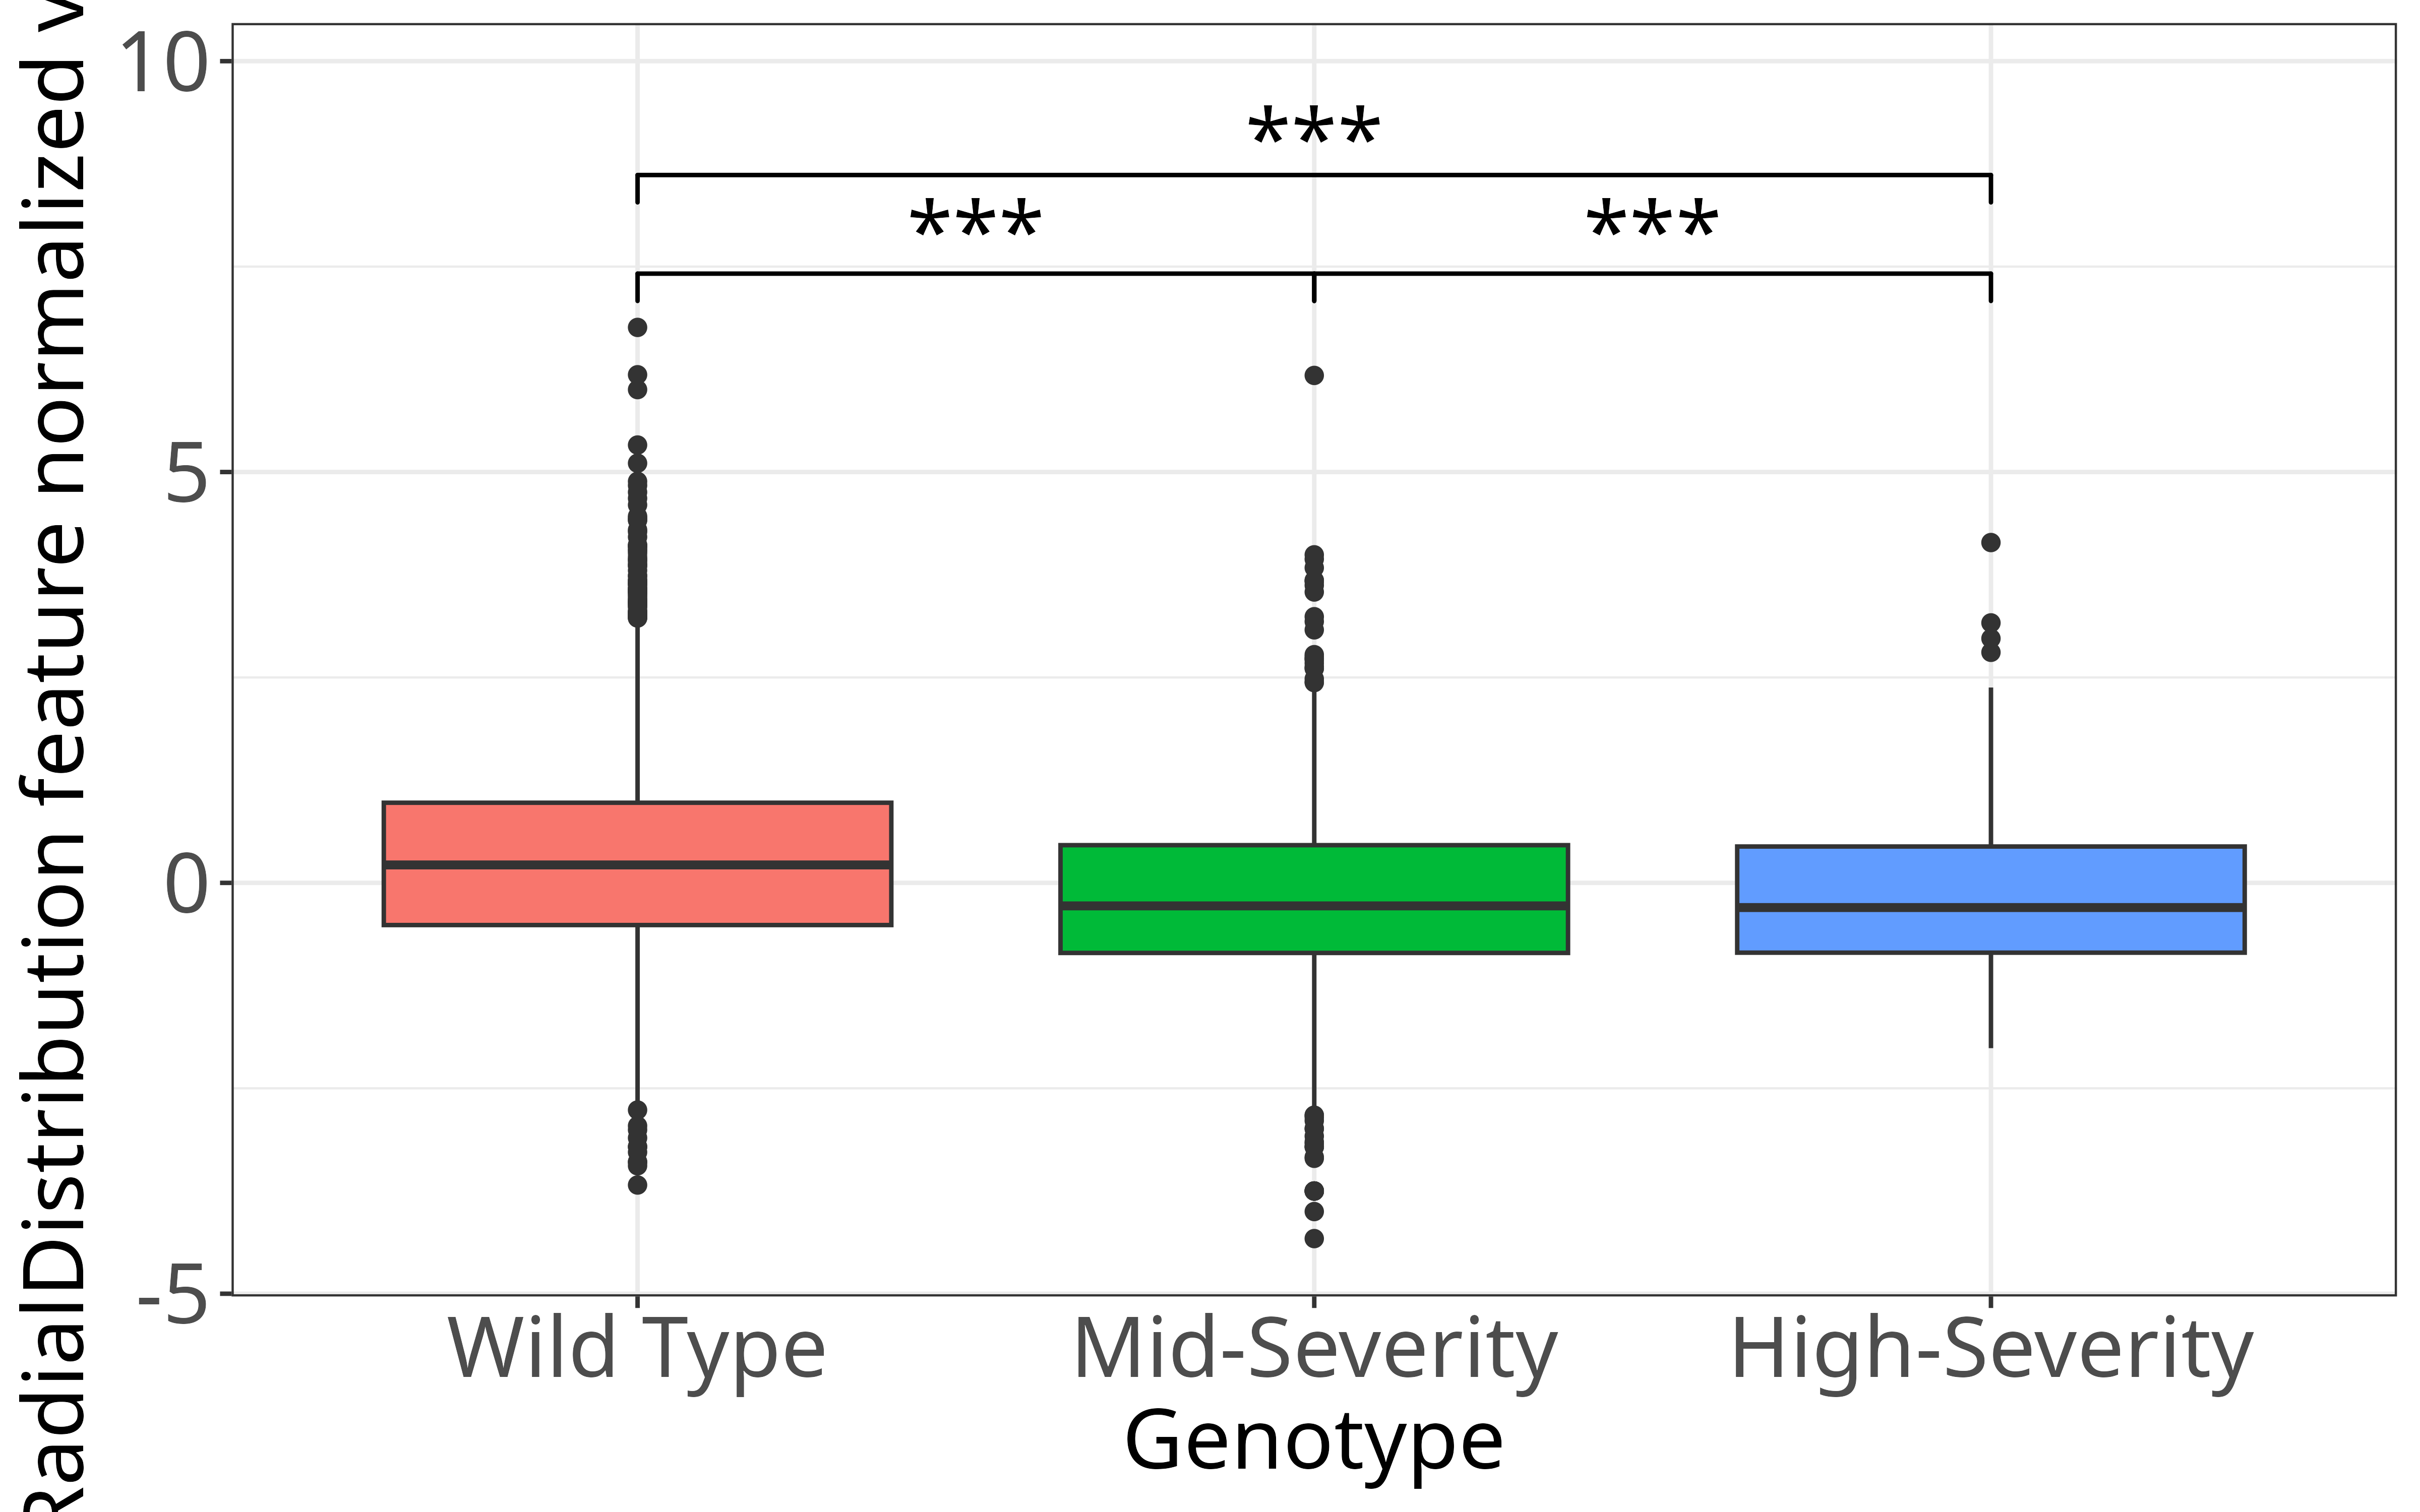 RadialDistribution feature normalized
10
5
0
-5
***
***
***
Wild Type
Mid-Severity
High-Severity
Genotype